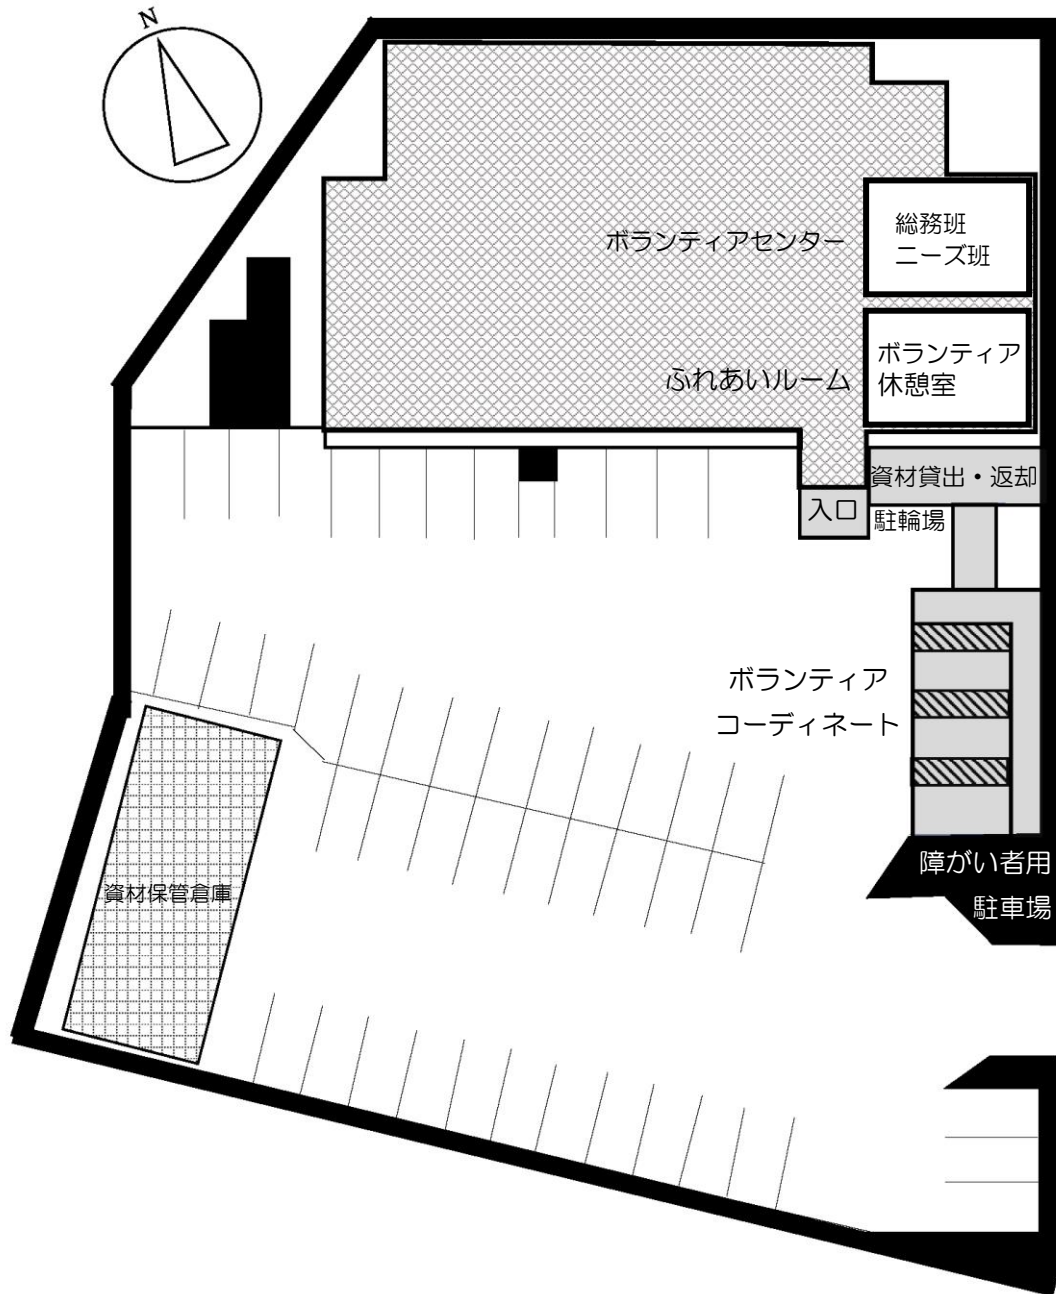 N
総務班
ニーズ班
ボランティアセンター
ボランティア
休憩室
ふれあいルーム
資材貸出・返却
入口
駐輪場
ボランティア
コーディネート
障がい者用
駐車場
資材保管倉庫